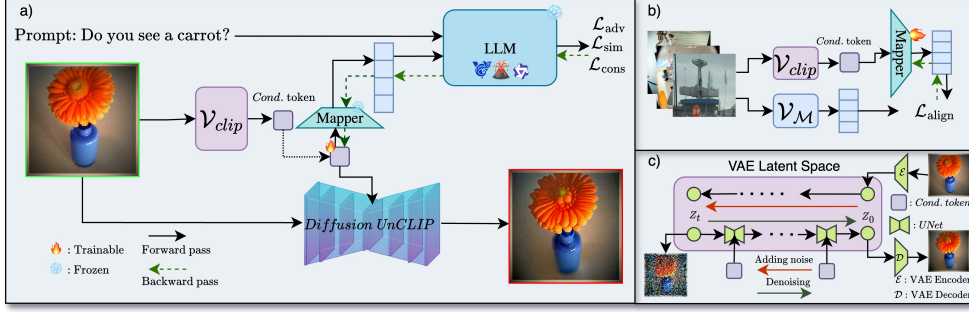 a)
Prompt: Do you see a carrot?
LLM
ℒadv
ℒsim
ℒcons
𝒱clip
Cond. token
Mapper
Diffusion UnCLIP
: Trainable
: Frozen
Forward pass
Backward pass
b)
𝒱clip
Cond. token
Mapper
𝒱ℳ
ℒalign
c)
VAE Latent Space
ℰ
: Cond. token
Zt
Z0
: UNet
𝒟
Adding noise
Denoising
ℰ : VAE Encoder
𝒟 : VAE Decoder